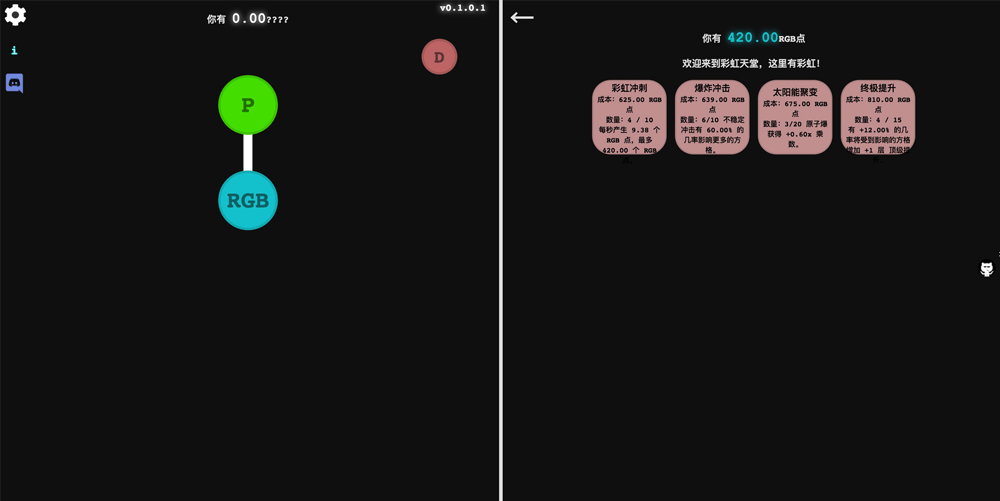 v0.1.0.1
你有 0.00????
i
D
P
RGB
你有 420.00RGB点
欢迎来到彩虹天堂，这里有彩虹！
彩虹冲刺
成本：625.00 RGB
点
数量：4 / 10
每秒产生 9.38 个
RGB 点，最多
420.00 个 RGB
点。
爆炸冲击
成本：639.00 RGB
点
数量：6/10 不稳定
冲击有 60.00% 的
几率影响更多的方
格。
太阳能聚变
成本：675.00 RGB
点
数量：3/20 原子爆
获得 +0.60x 乘
数。
终极提升
成本：810.00 RGB
点
数量：4 / 15
有 +12.00% 的几
率将受到影响的方格
增加 +1 层 顶级提